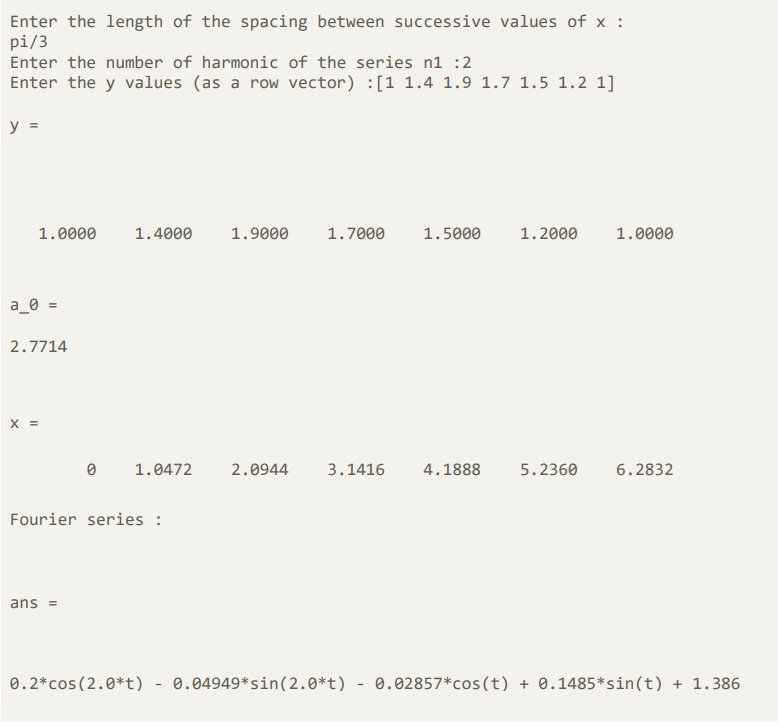 Enter the length of the spacing between successive values of x :
pi/3
Enter the number of harmonic of the series n1 :2
Enter the y values (as a row vector) :[1 1.4 1.9 1.7 1.5 1.2 1]
y =
1.0000 1.4000 1.9000 1.7000 1.5000 1.2000 1.0000
a_0 =
2.7714
x =
0 1.0472 2.0944 3.1416 4.1888 5.2360 6.2832
Fourier series :
ans =
0.2*cos(2.0*t) - 0.04949*sin(2.0*t) - 0.02857*cos(t) + 0.1485*sin(t) + 1.386